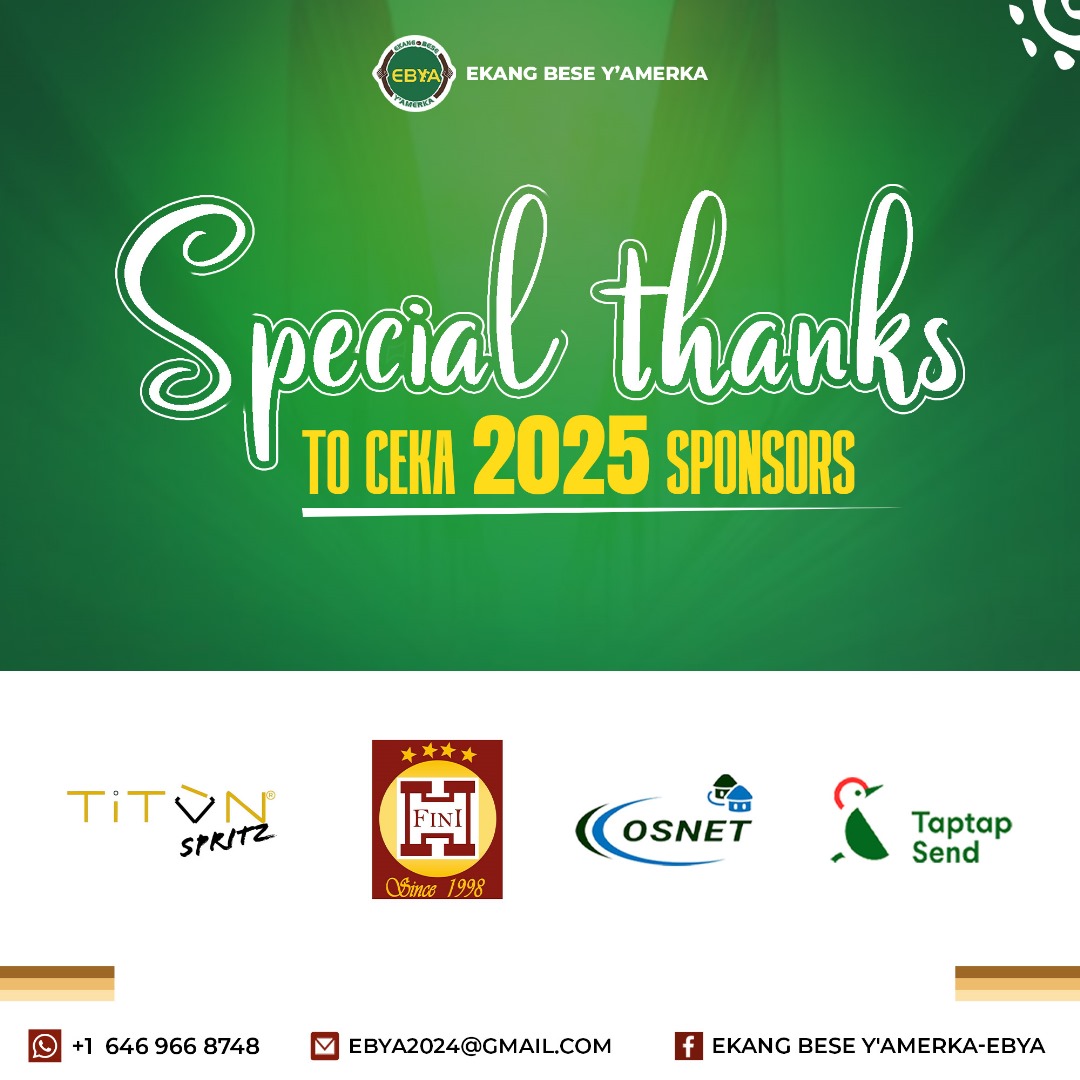 EKANG BESE
EBYA
Y'AMERKA
EKANG BESE Y’AMERKA
Special thanks
TO CEKA 2025 SPONSORS
TiTAN®
SPRITZ
H
FINI
Since 1998
COSNET
Taptap
Send
+1 646 966 8748
EBYA2024@GMAIL.COM
EKANG BESE Y'AMERKA-EBYA